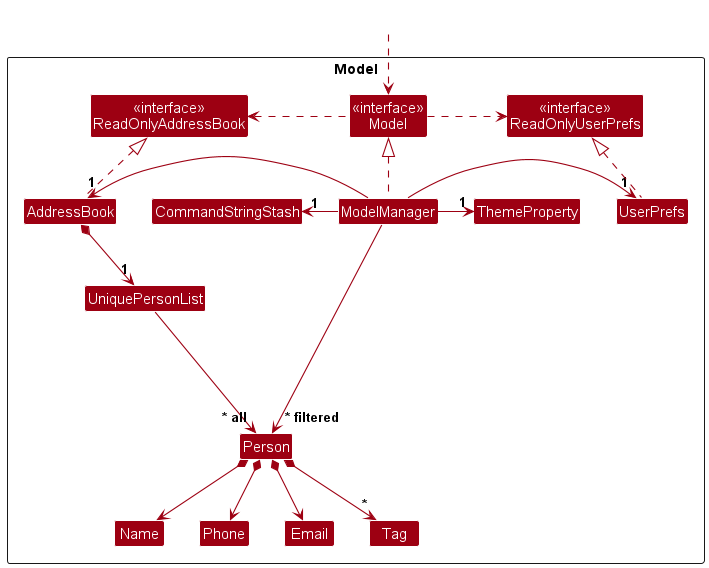 Model
«interface»
ReadOnlyAddressBook
«interface»
Model
«interface»
ReadOnlyUserPrefs
1
1
AddressBook
CommandStringStash
1
ModelManager
1
ThemeProperty
UserPrefs
1
UniquePersonList
* all
* filtered
Person
*
Name
Phone
Email
Tag